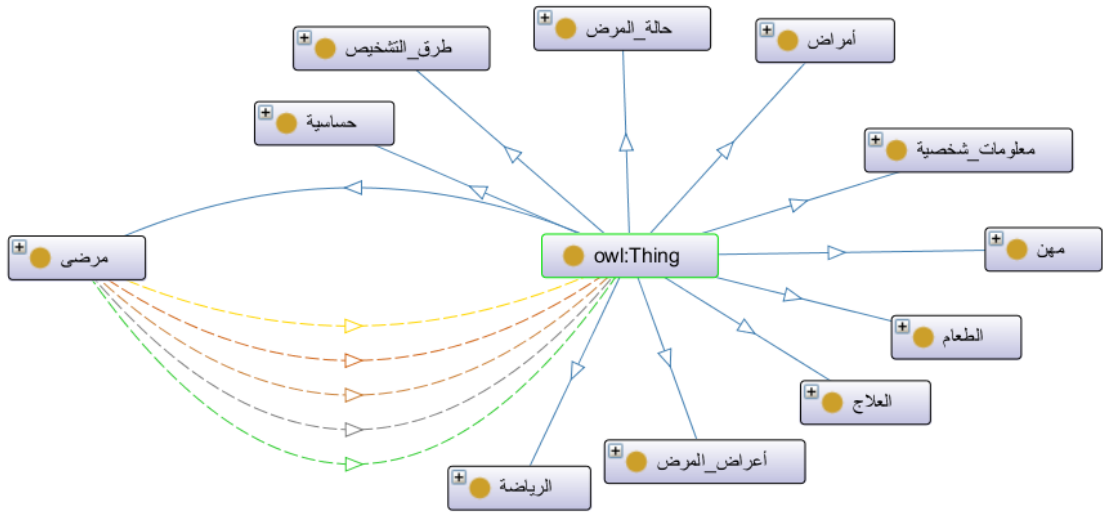 حالة_المرض
أمراض
طرق_التشخيص
حساسية
معلومات_شخصية
مهن
مرضى
owl:Thing
الطعام
العلاج
أعراض_المرض
الرياضة